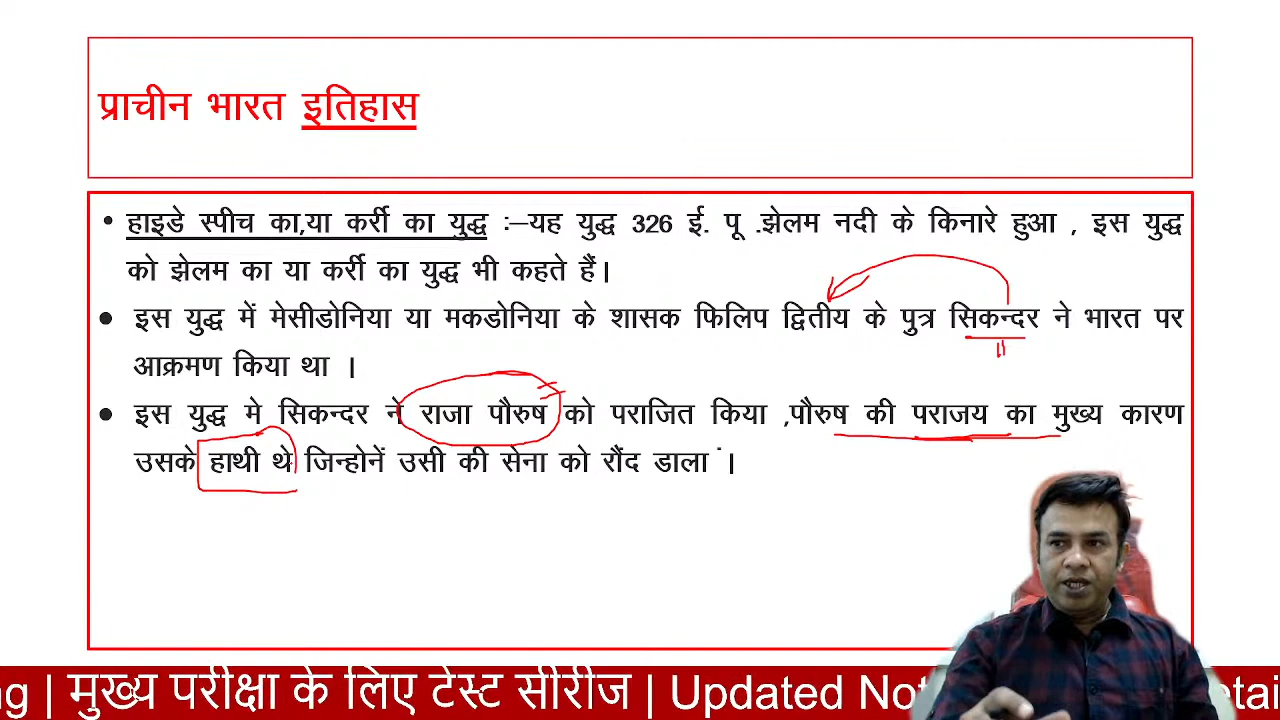 प्राचीन भारत इतिहास
• हाइडे स्पीच का,या कर्री का युद्ध :–यह युद्ध 326 ई. पू .झेलम नदी के किनारे हुआ , इस युद्ध
को झेलम का या कर्री का युद्ध भी कहते हैं।
● इस युद्ध में मेसीडोनिया या मकडोनिया के शासक फिलिप द्वितीय के पुत्र सिकन्दर ने भारत पर
आक्रमण किया था ।
● इस युद्ध मे सिकन्दर ने राजा पौरुष को पराजित किया ,पौरुष की पराजय का मुख्य कारण
उसके हाथी थे जिन्होनें उसी की सेना को रौंद डाला ।
g | मुख्य परीक्षा के लिए टेस्ट सीरीज | Updated Not